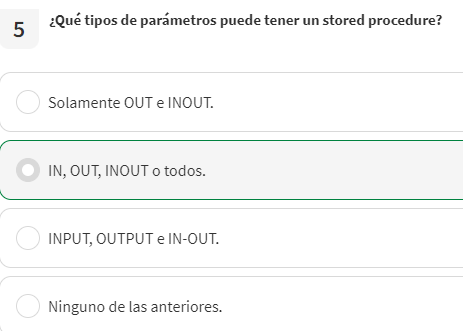 5
¿Qué tipos de parámetros puede tener un stored procedure?
Solamente OUT e INOUT.
IN, OUT, INOUT o todos.
INPUT, OUTPUT e IN-OUT.
Ninguno de las anteriores.